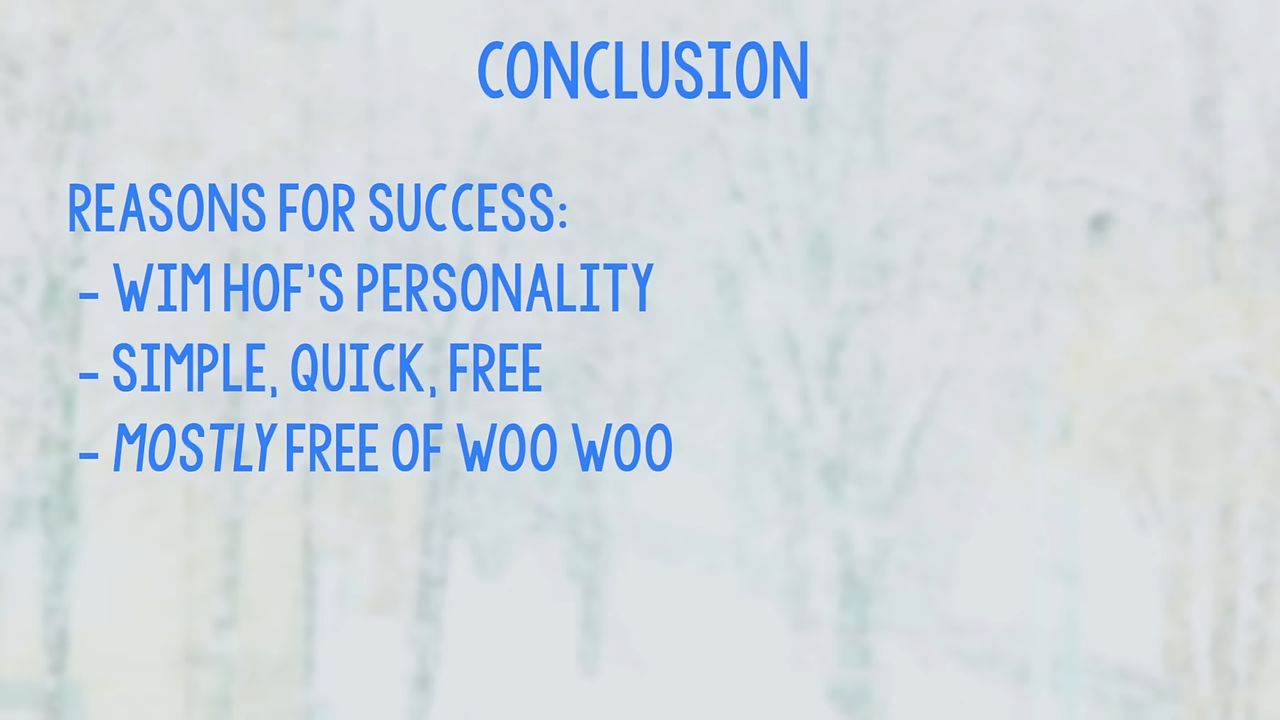 CONCLUSION
REASONS FOR SUCCESS:
- WIM HOF'S PERSONALITY
- SIMPLE, QUICK, FREE
- MOSTLY FREE OF WOO WOO